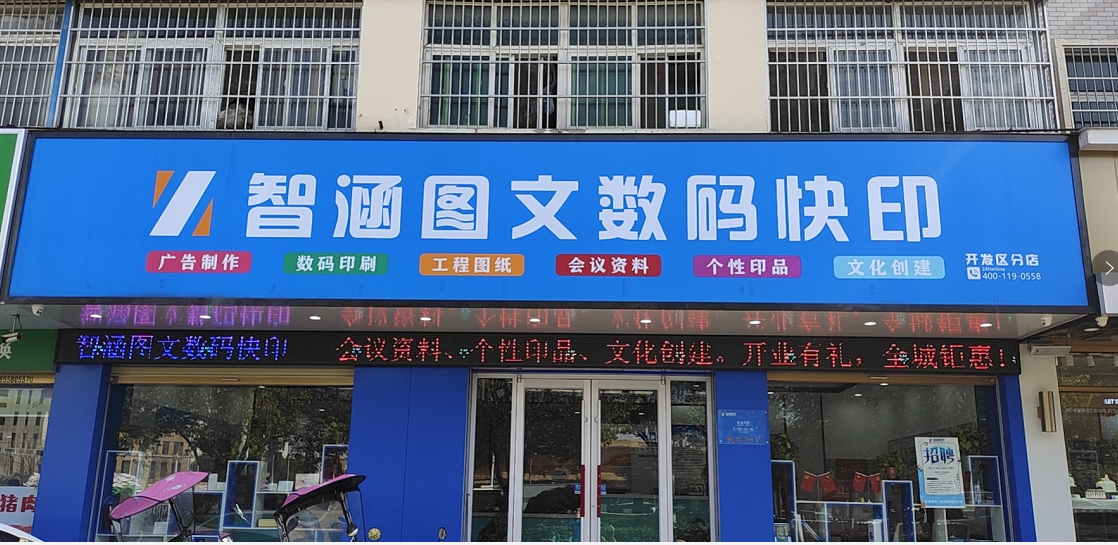 智涵图文数码快印
广告制作
数码印刷
工程图纸
会议资料
个性印品
文化创建
开发区分店
24Hotline
400-119-0558
智涵图文数码快印
会议资料、个性印品、文化创建。开业有礼，全城钜惠！
招聘
猪肉